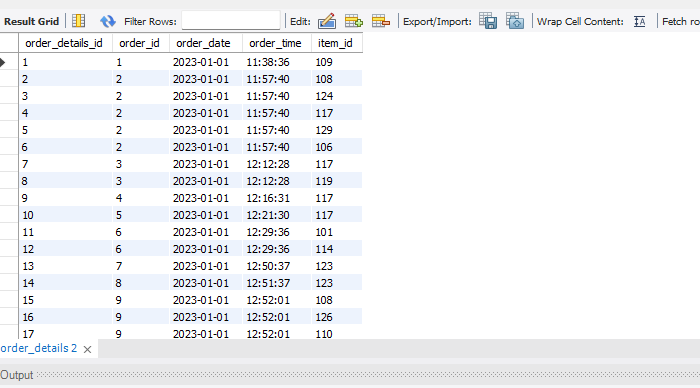 Result Grid Filter Rows: Edit: Export/Import: Wrap Cell Content: IA Fetch ro
order_details_id order_id order_date order_time item_id
1 1 2023-01-01 11:38:36 109
2 2 2023-01-01 11:57:40 108
3 2 2023-01-01 11:57:40 124
4 2 2023-01-01 11:57:40 117
5 2 2023-01-01 11:57:40 129
6 2 2023-01-01 11:57:40 106
7 3 2023-01-01 12:12:28 117
8 3 2023-01-01 12:12:28 119
9 4 2023-01-01 12:16:31 117
10 5 2023-01-01 12:21:30 117
11 6 2023-01-01 12:29:36 101
12 6 2023-01-01 12:29:36 114
13 7 2023-01-01 12:50:37 123
14 8 2023-01-01 12:51:37 123
15 9 2023-01-01 12:52:01 108
16 9 2023-01-01 12:52:01 126
17 9 2023-01-01 12:52:01 110
order_details 2
Output